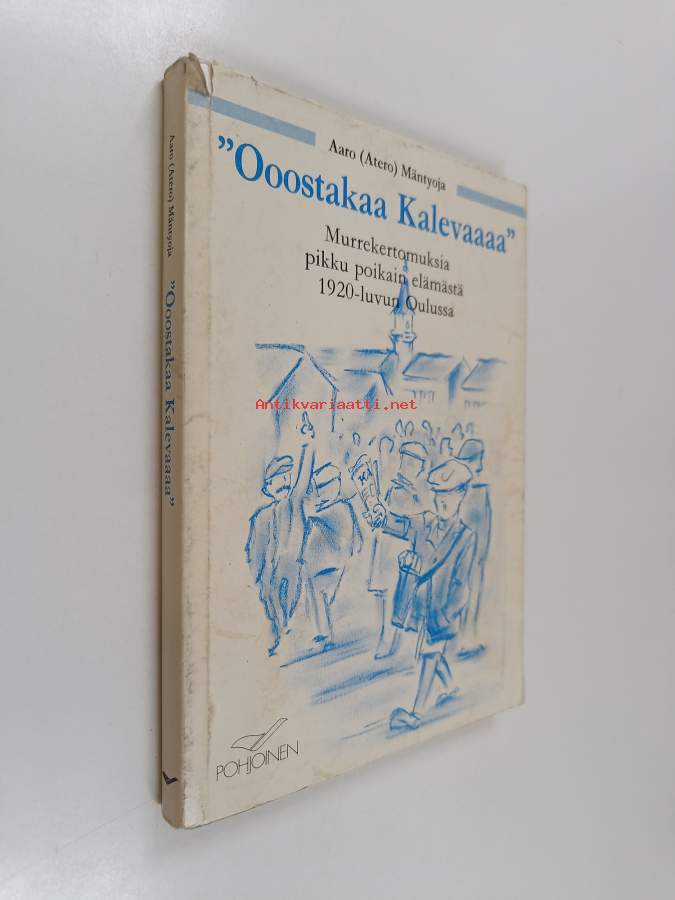 Aaro (Atero) Mäntyoja
”Ooostakaa Kalevaaaa”
Murrekertomuksia
pikku poikain elämästä
1920-luvun Oulussa
Antikvariaatti.net
POHJOINEN
Aaro (Atero) Mäntyoja
”Ooostakaa Kalevaaaa”